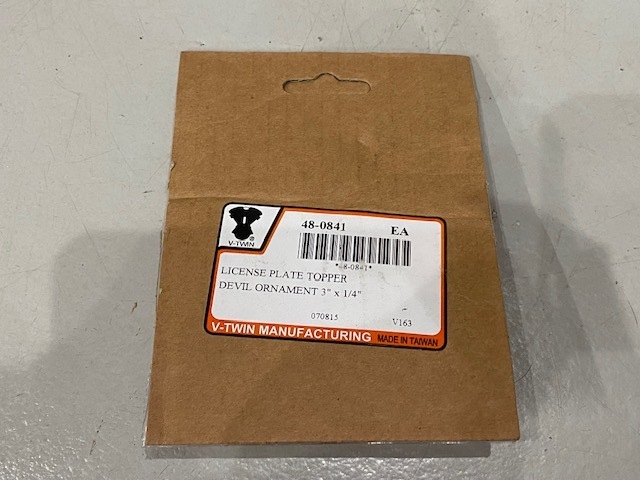 48-0841 EA
V-TWIN
*48-0841*
LICENSE PLATE TOPPER
DEVIL ORNAMENT 3" x 1/4"
070815 V163
V-TWIN MANUFACTURING MADE IN TAIWAN